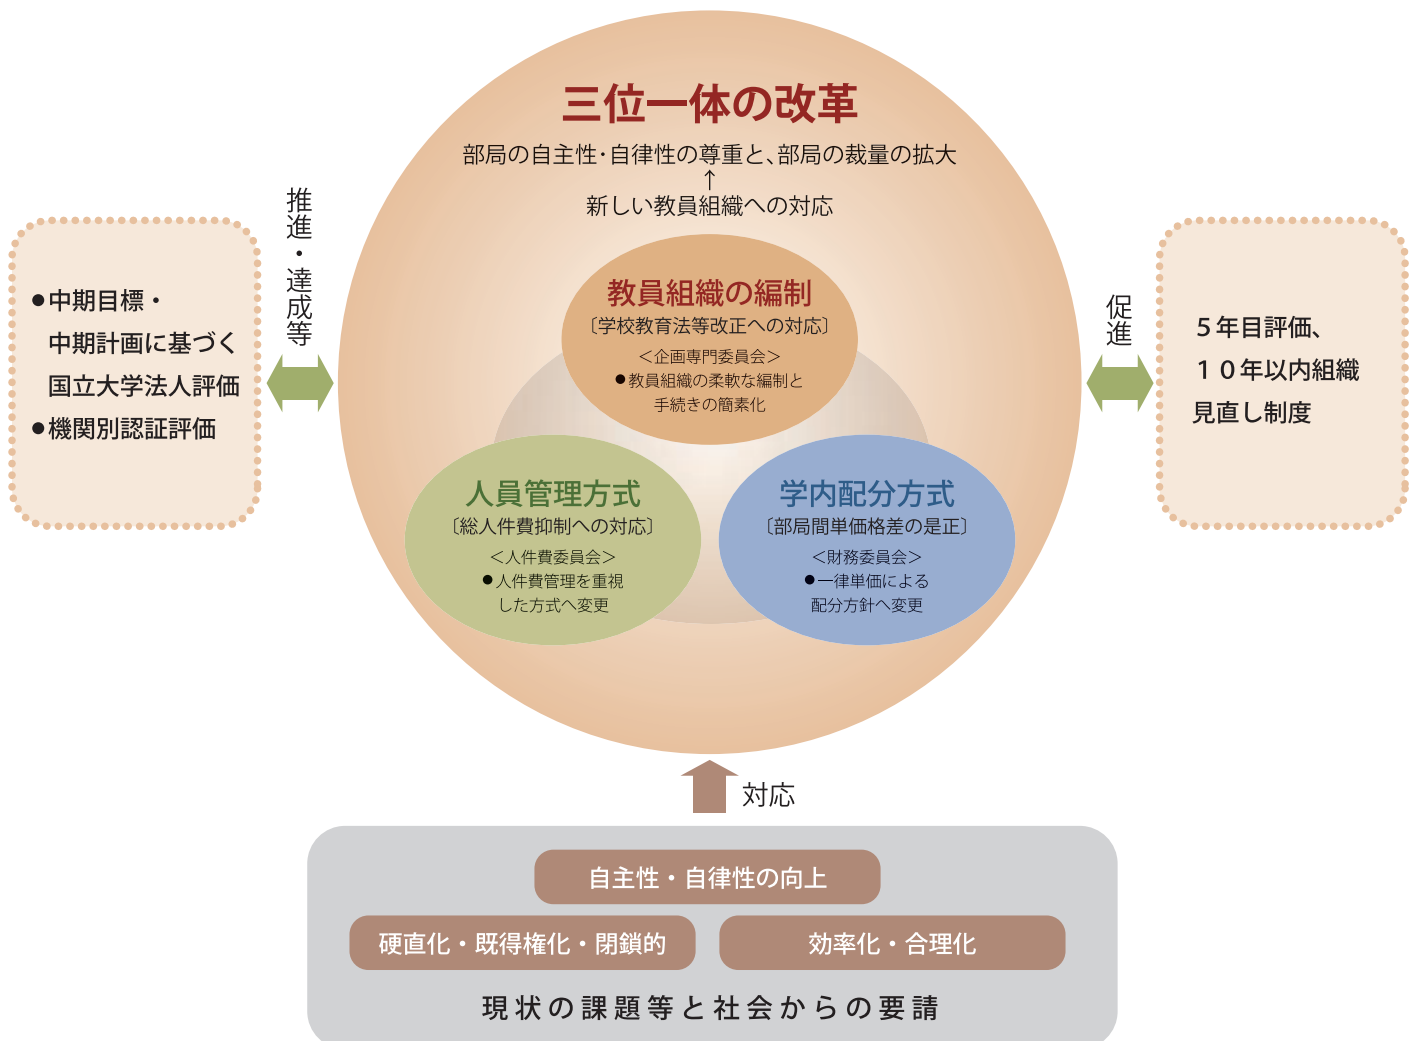 三位一体の改革
部局の自主性・自律性の尊重と、部局の裁量の拡大
↑
新しい教員組織への対応
推進・達成等
●中期目標・
中期計画に基づく
国立大学法人評価
●機関別認証評価
促進
５年目評価、
１０年以内組織
見直し制度
教員組織の編制
〔学校教育法等改正への対応〕
＜企画専門委員会＞
●教員組織の柔軟な編制と
手続きの簡素化
人員管理方式
〔総人件費抑制への対応〕
＜人件費委員会＞
●人件費管理を重視
した方式へ変更
学内配分方式
〔部局間単価格差の是正〕
＜財務委員会＞
●一律単価による
配分方針へ変更
対応
自主性・自律性の向上
硬直化・既得権化・閉鎖的
効率化・合理化
現状の課題等と社会からの要請